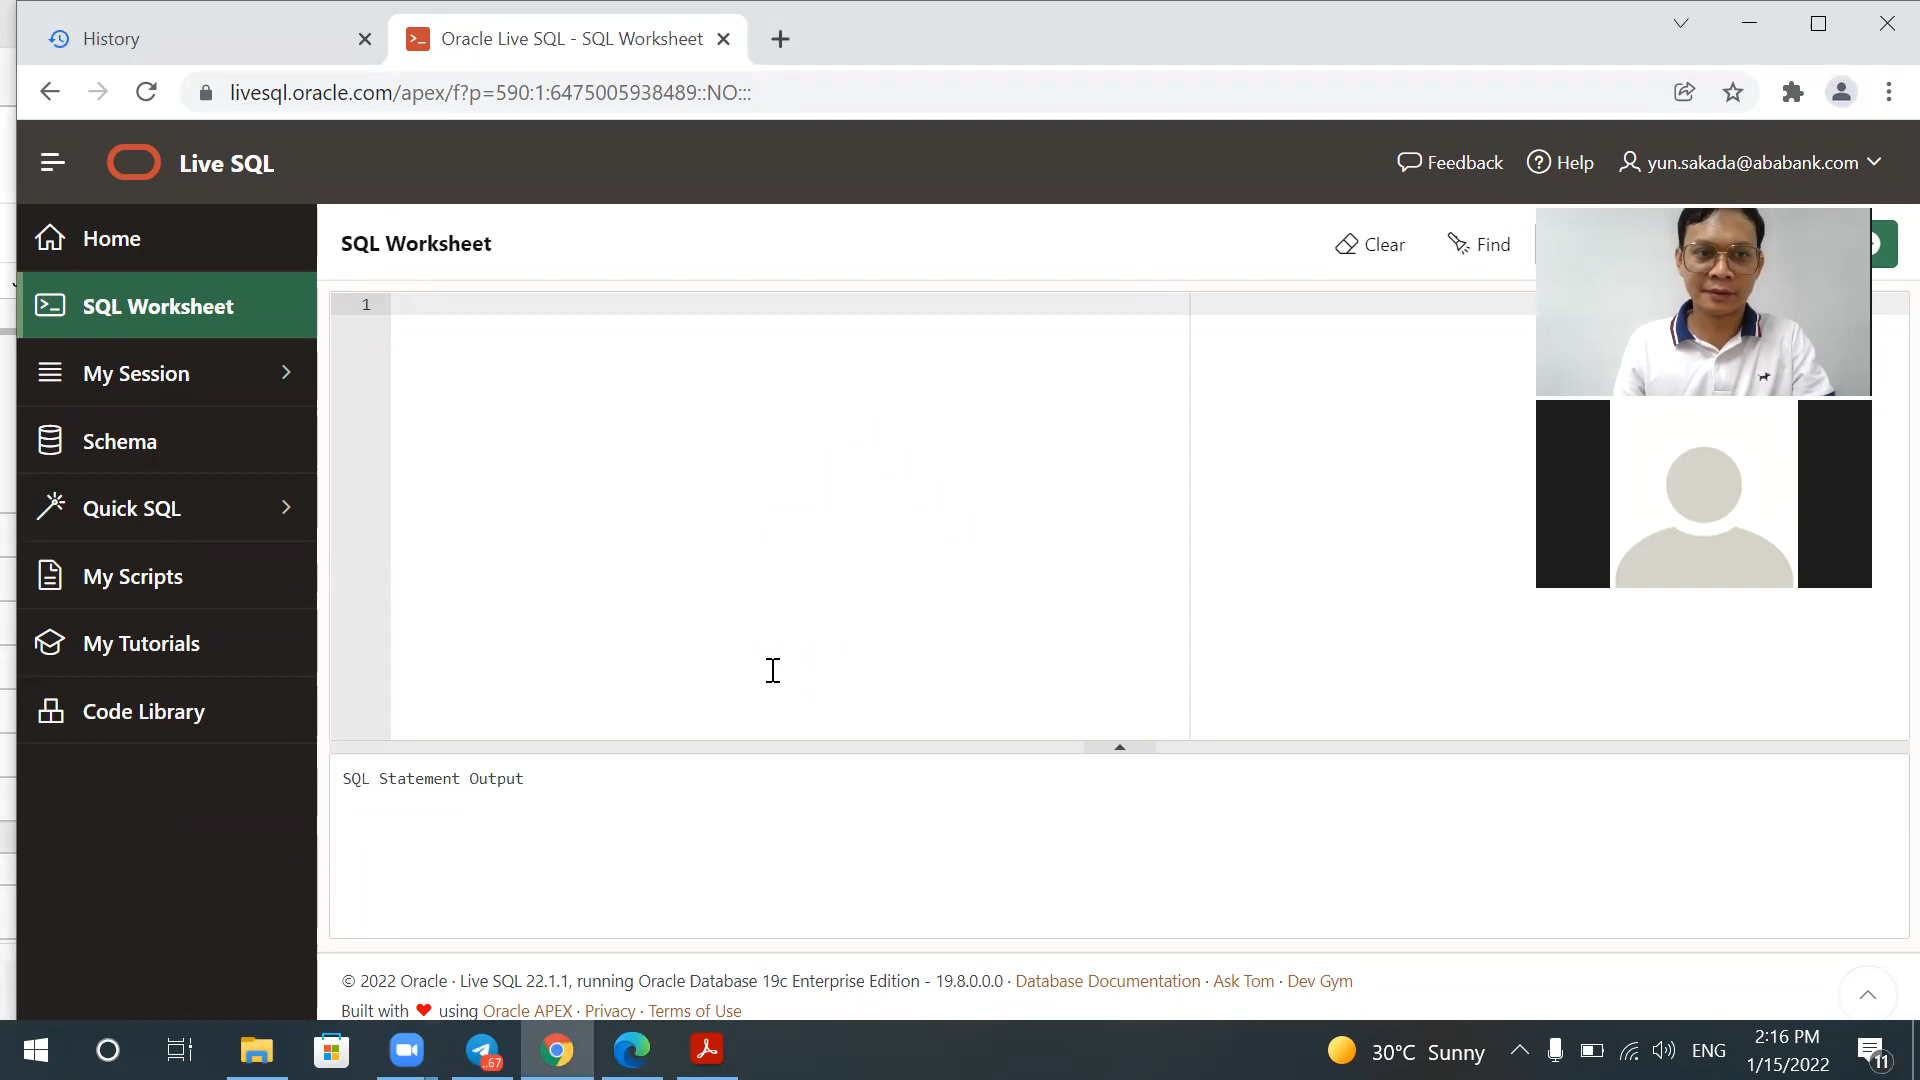 History
Oracle Live SQL - SQL Worksheet
livesql.oracle.com/apex/f?p=590:1:6475005938489::NO:::
Live SQL
Feedback
Help
yun.sakada@ababank.com
Home
SQL Worksheet
My Session
Schema
Quick SQL
My Scripts
My Tutorials
Code Library
SQL Worksheet
Clear
Find
1
SQL Statement Output
© 2022 Oracle · Live SQL 22.1.1, running Oracle Database 19c Enterprise Edition - 19.8.0.0.0 · Database Documentation · Ask Tom · Dev Gym
Built with ❤ using Oracle APEX · Privacy · Terms of Use
..67
30°C Sunny
ENG
2:16 PM
1/15/2022
11